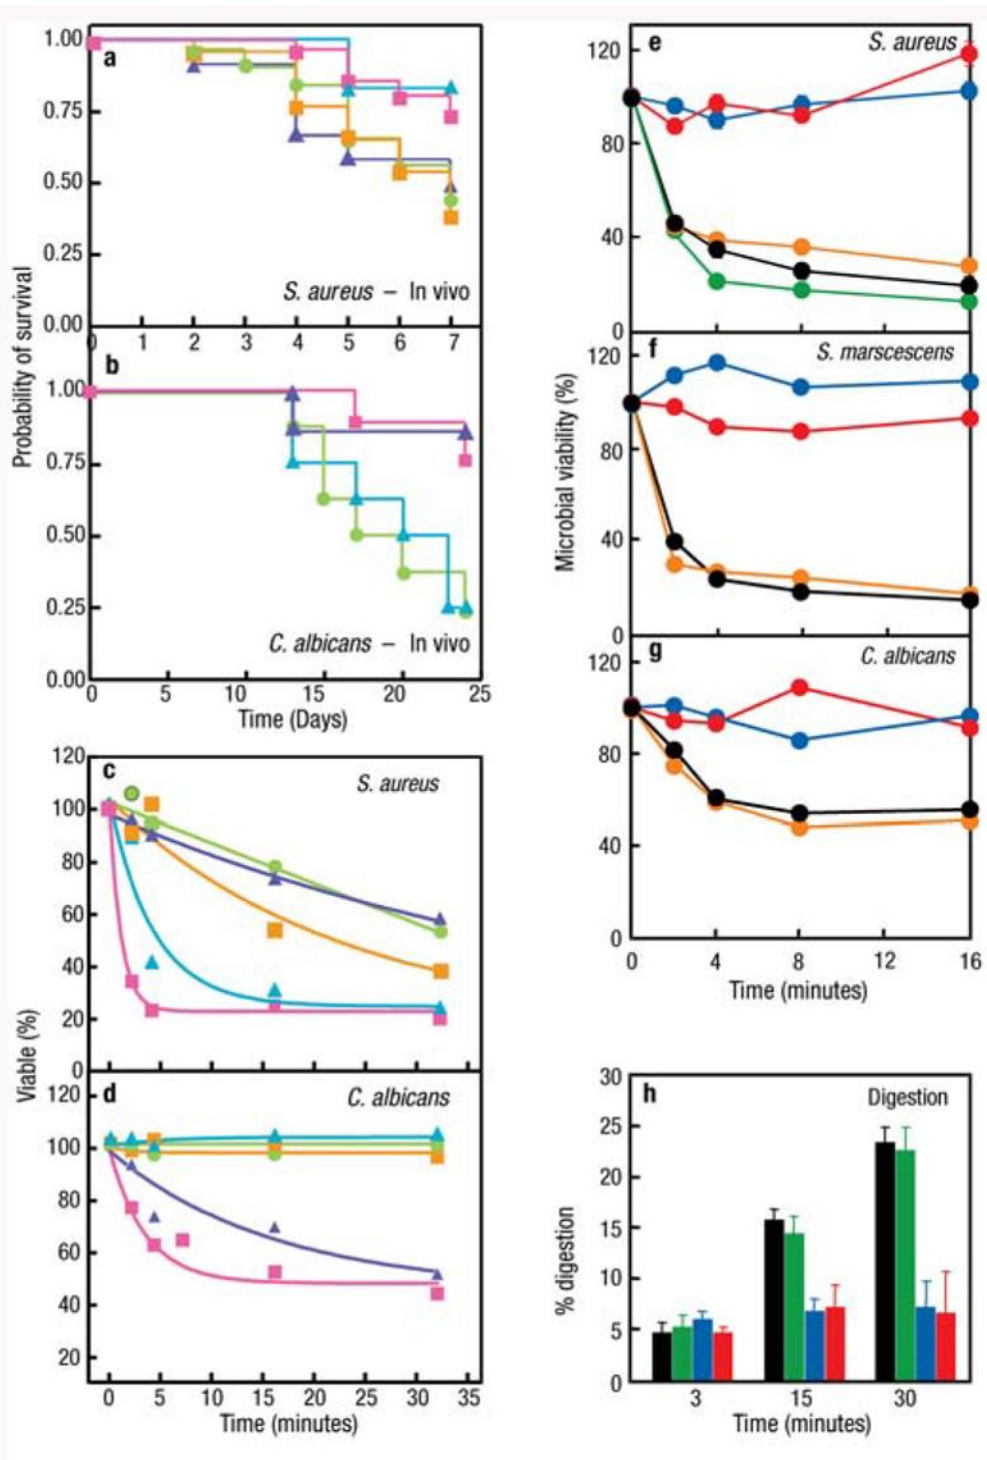 a
1.00
0.75
0.50
0.25
0.00
S. aureus – In vivo
0 1 2 3 4 5 6 7
Probability of survival
b
1.00
0.75
0.50
0.25
0.00
C. albicans – In vivo
0 5 10 15 20 25
Time (Days)
c
S. aureus
120
100
80
60
40
20
0
Viable (%)
d
C. albicans
120
100
80
60
40
20
0 5 10 15 20 25 30 35
Time (minutes)
e
S. aureus
120
80
40
0
f
S. marscescens
120
80
40
0
Microbial viability (%)
g
C. albicans
120
80
40
0
0 4 8 12 16
Time (minutes)
h
Digestion
30
25
20
15
10
5
0
% digestion
3 15 30
Time (minutes)